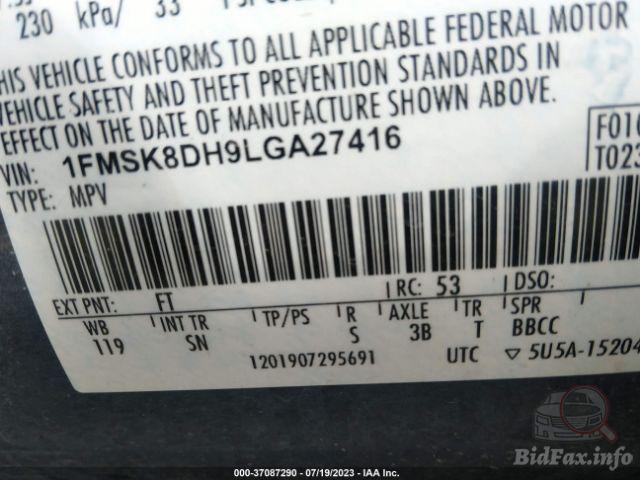 230 kPa/ 33
THIS VEHICLE CONFORMS TO ALL APPLICABLE FEDERAL MOTOR
VEHICLE SAFETY AND THEFT PREVENTION STANDARDS IN
EFFECT ON THE DATE OF MANUFACTURE SHOWN ABOVE.
VIN: 1FMSK8DH9LGA27416
TYPE: MPV
F010
T023
EXT PNT: FT RC: 53 DSO:
WB INT TR TP/PS R AXLE TR SPR
119 SN S 3B T BBCC
1201907295691 UTC ▽ 5U5A-15204
BidFax.info
000-37087290 - 07/19/2023 - IAA Inc.